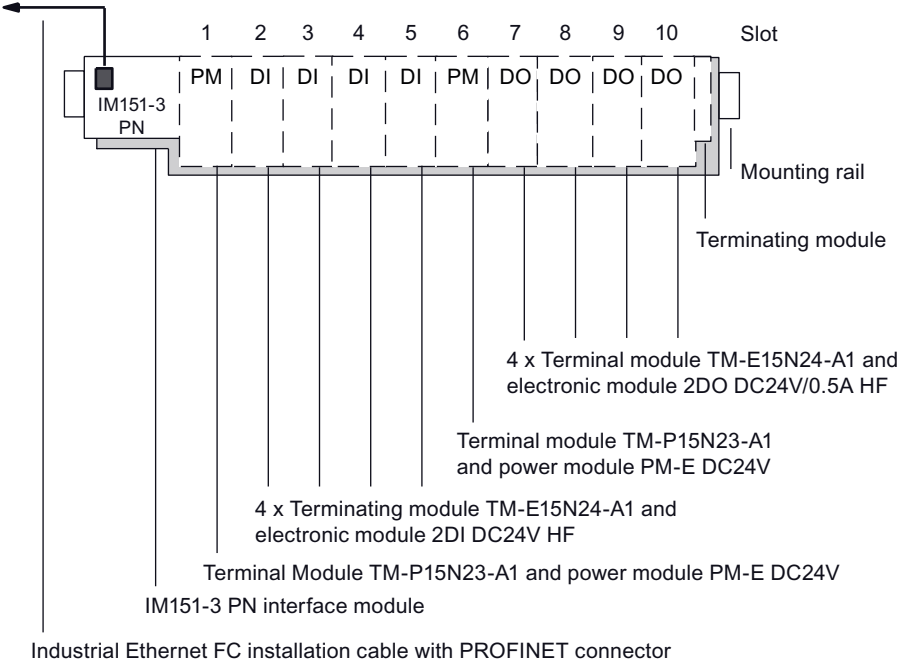 1 2 3 4 5 6 7 8 9 10 Slot
PM DI DI DI DI PM DO DO DO DO
IM151-3
PN
Mounting rail
Terminating module
4 x Terminal module TM-E15N24-A1 and
electronic module 2DO DC24V/0.5A HF
Terminal module TM-P15N23-A1
and power module PM-E DC24V
4 x Terminating module TM-E15N24-A1 and
electronic module 2DI DC24V HF
Terminal Module TM-P15N23-A1 and power module PM-E DC24V
IM151-3 PN interface module
Industrial Ethernet FC installation cable with PROFINET connector